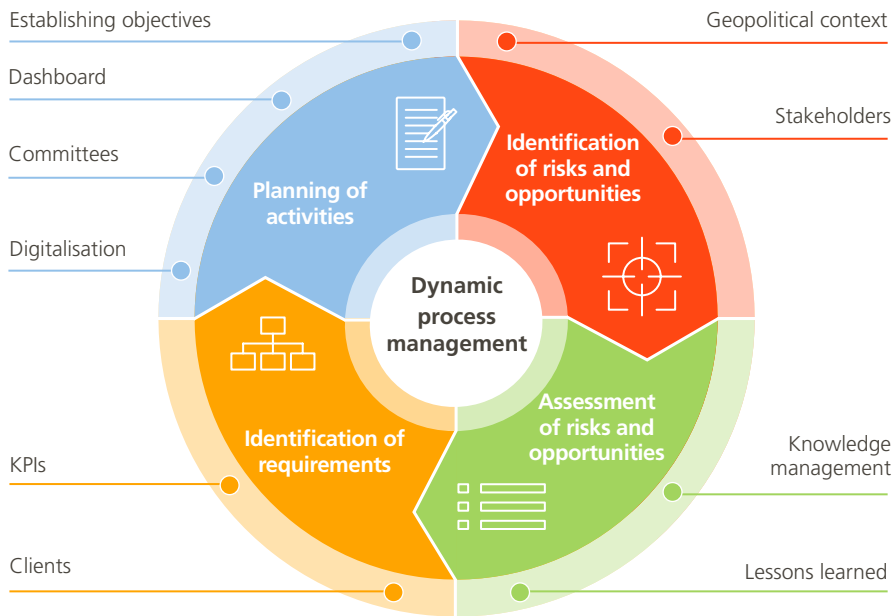 Establishing objectives
Dashboard
Committees
Digitalisation
KPIs
Clients
Geopolitical context
Stakeholders
Knowledge
management
Lessons learned
Planning of
activities
Identification
of risks and
opportunities
Dynamic
process
management
Assessment
of risks and
opportunities
Identification of
requirements